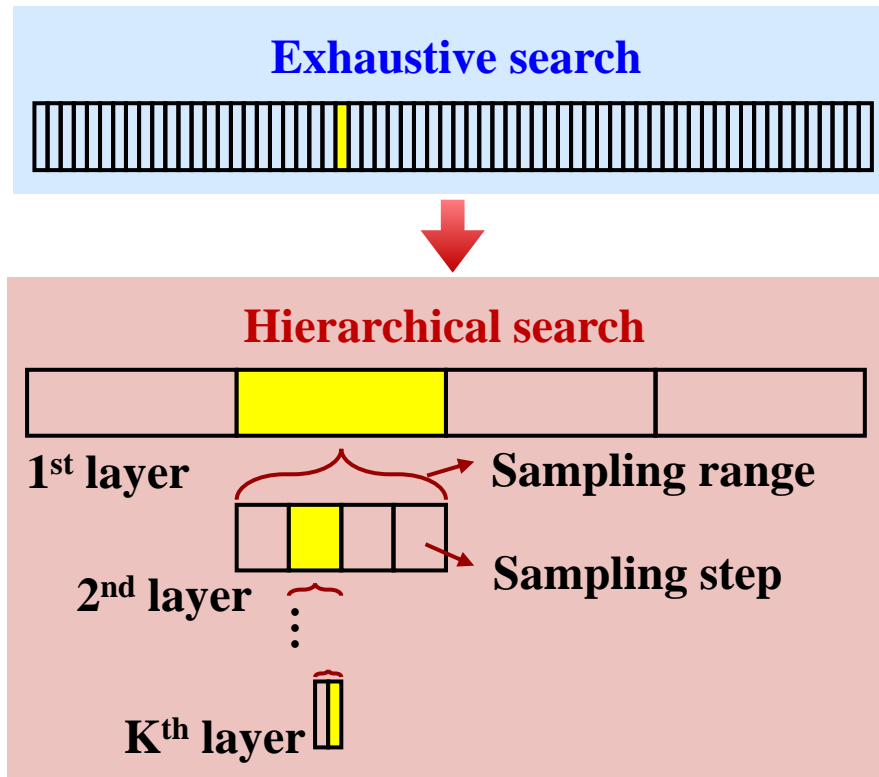 Exhaustive search
Hierarchical search
1st layer
Sampling range
2nd layer
Sampling step
⋮
Kth layer